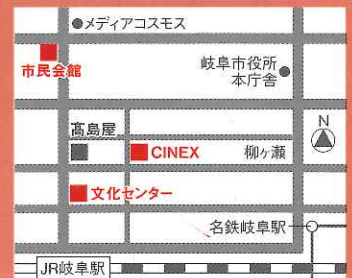 メディアコスモス
市民会館
岐阜市役所
本庁舎
N
髙島屋
CINEX
柳ケ瀬
文化センター
名鉄岐阜駅
JR岐阜駅